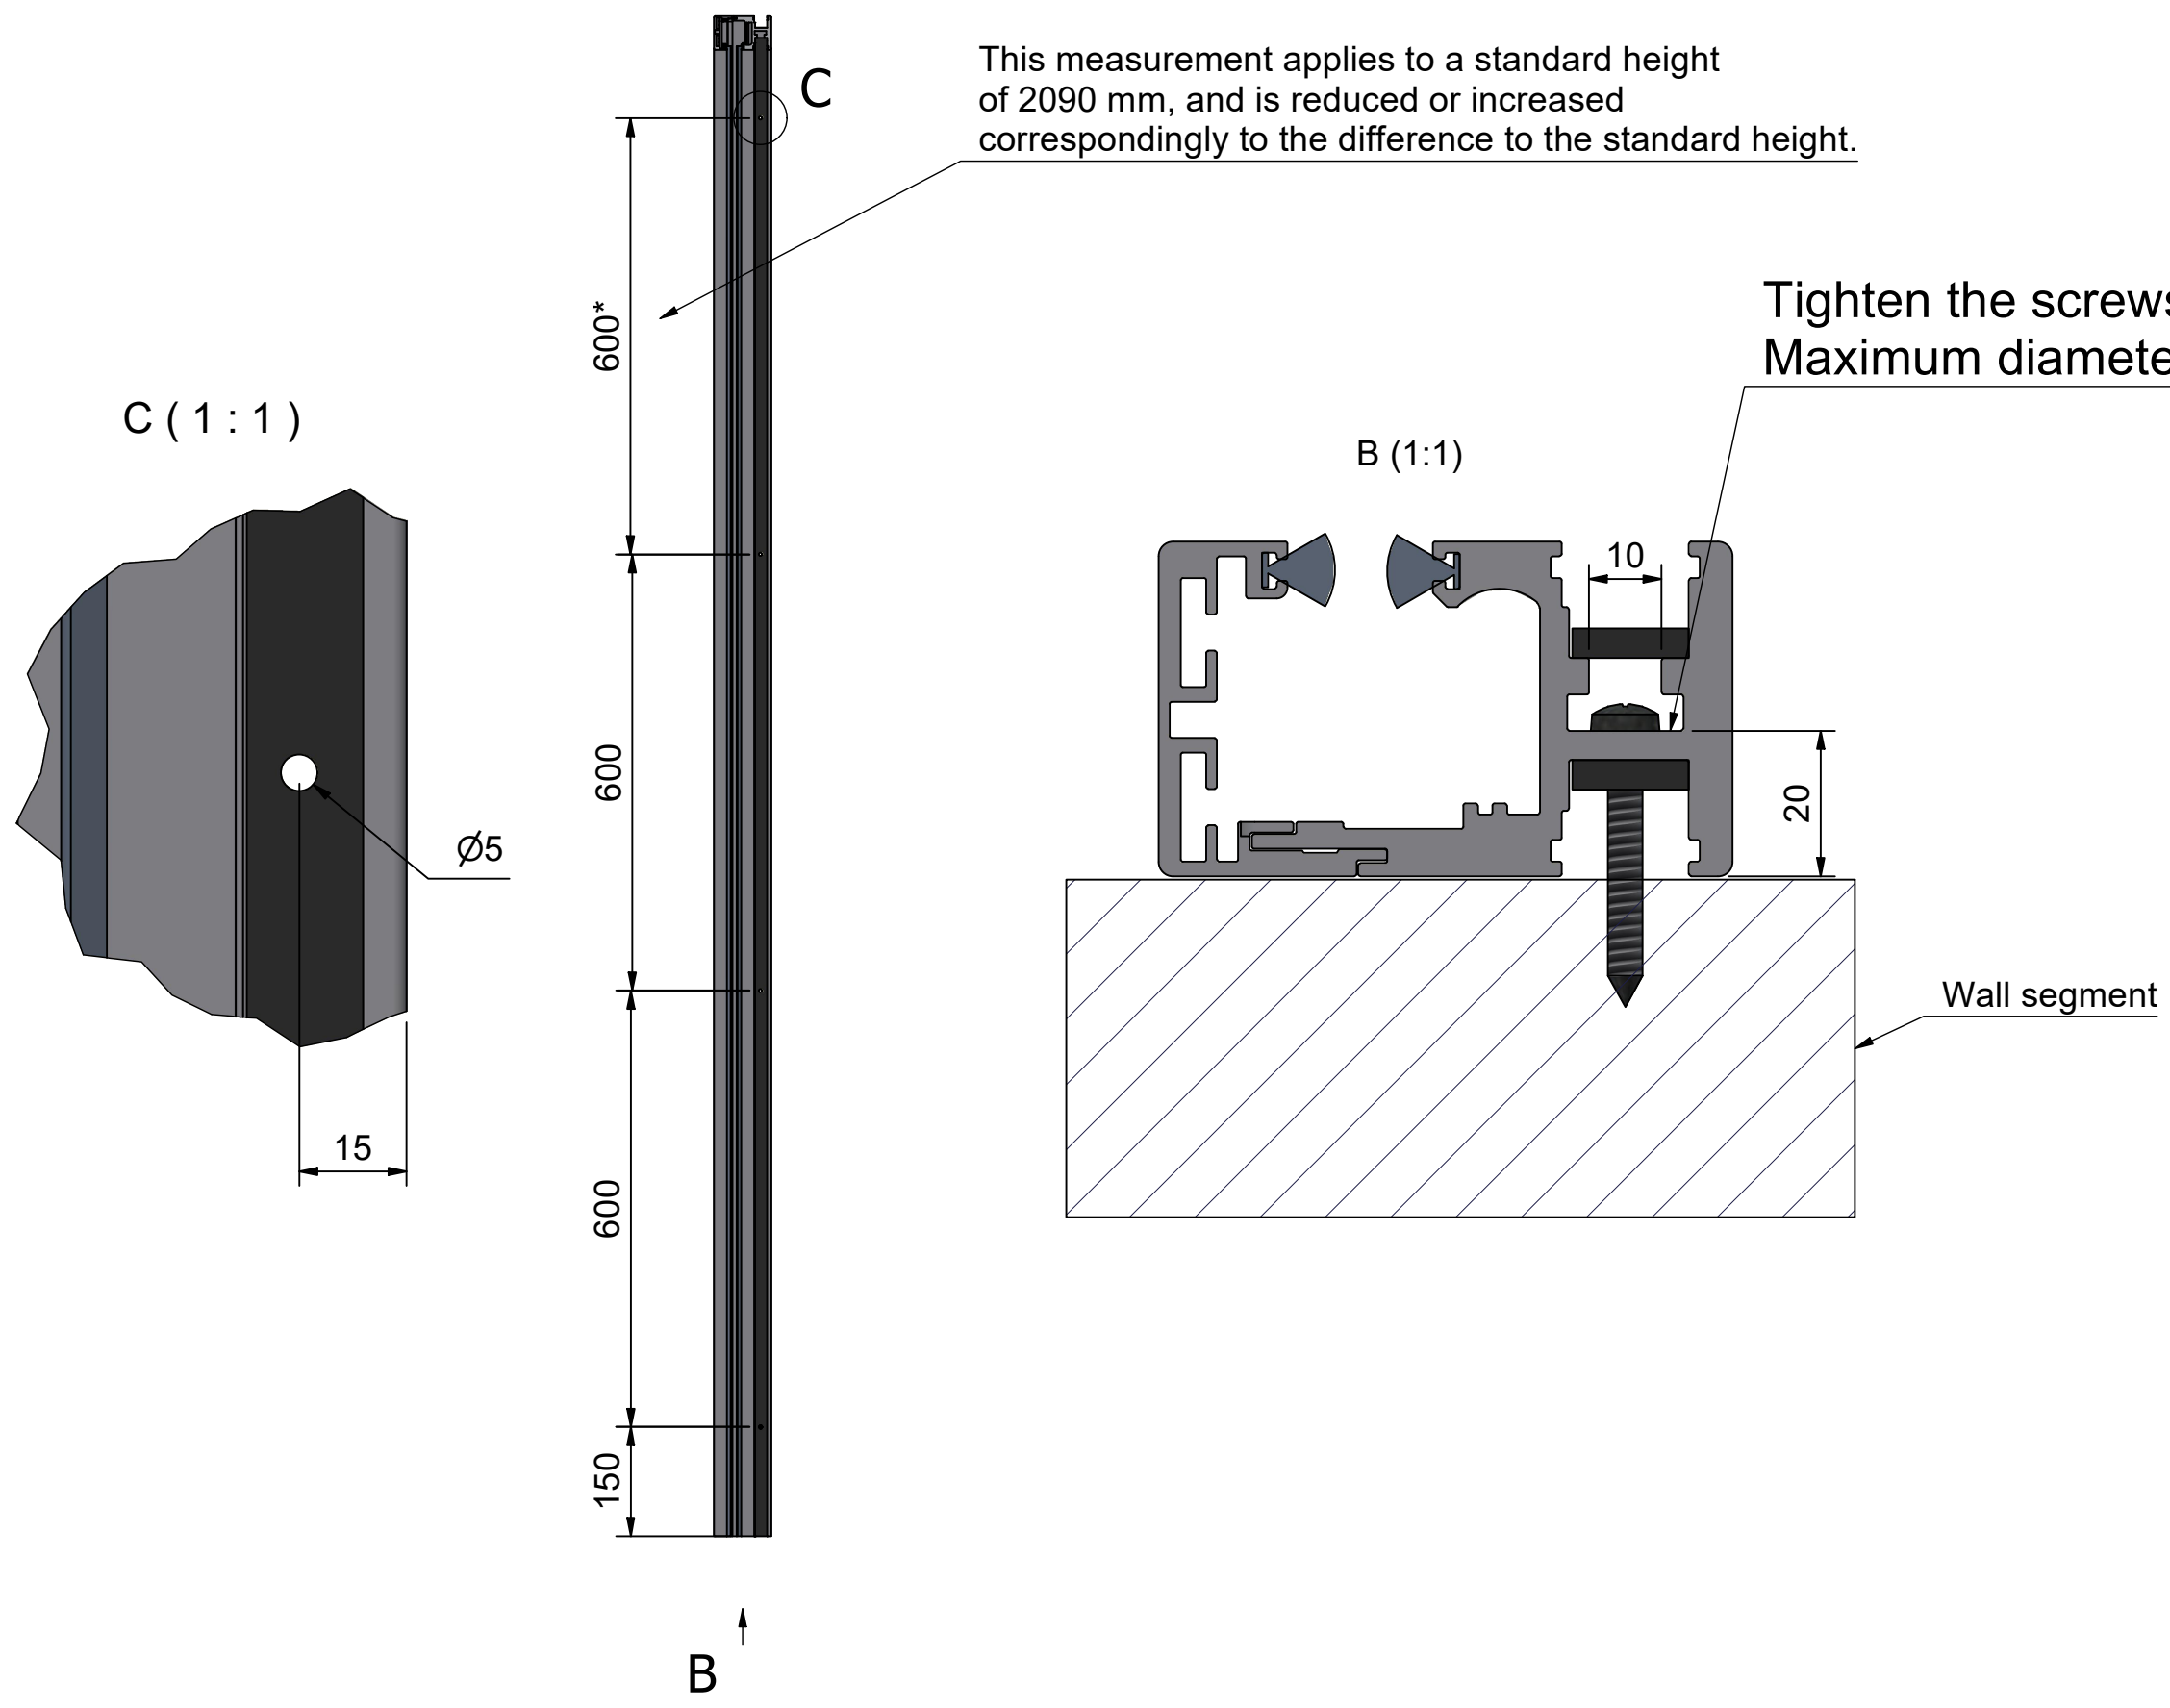 C
This measurement applies to a standard height
of 2090 mm, and is reduced or increased
correspondingly to the difference to the standard height.
600*
Tighten the
Maximum
C ( 1 : 1 )
B (1:1)
10
600
20
Ø5
Wall segment
15
600
150
B